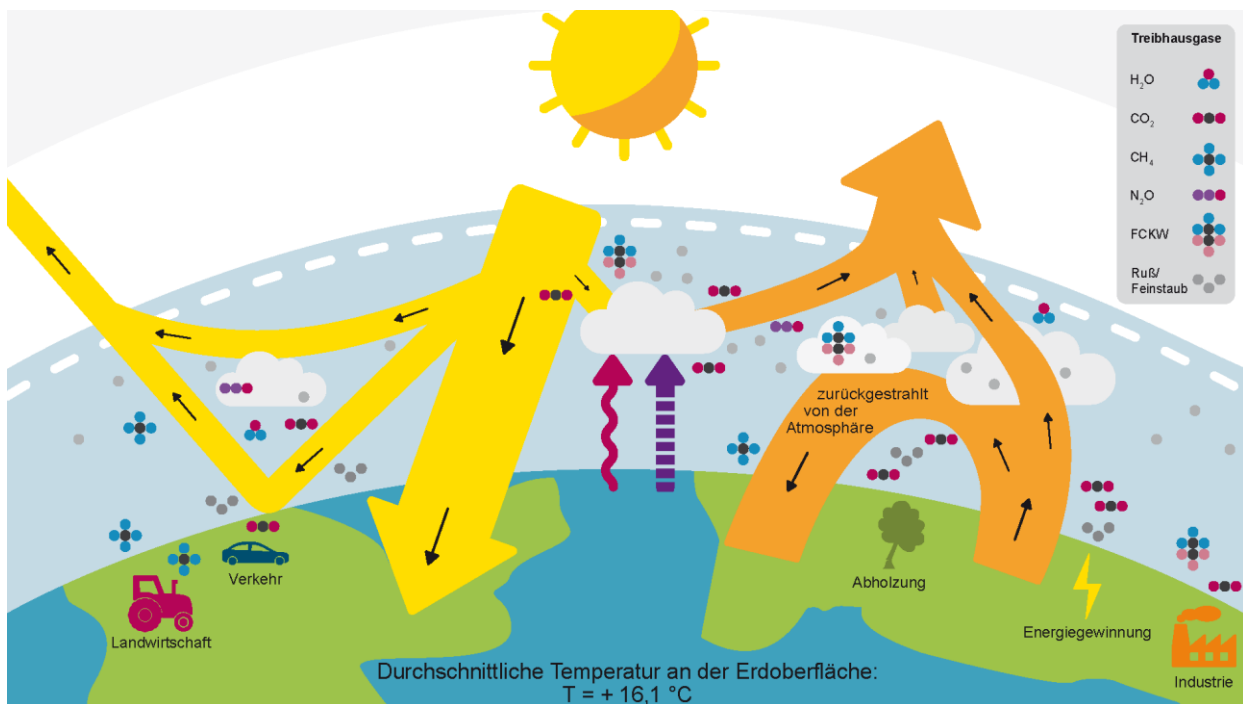 Treibhausgase
H₂O
CO₂
CH₄
N₂O
FCKW
Ruß/
Feinstaub
zurückgestrahlt
von der
Atmosphäre
Verkehr
Landwirtschaft
Abholzung
Energiegewinnung
Industrie
Durchschnittliche Temperatur an der Erdoberfläche:
T = + 16,1 °C